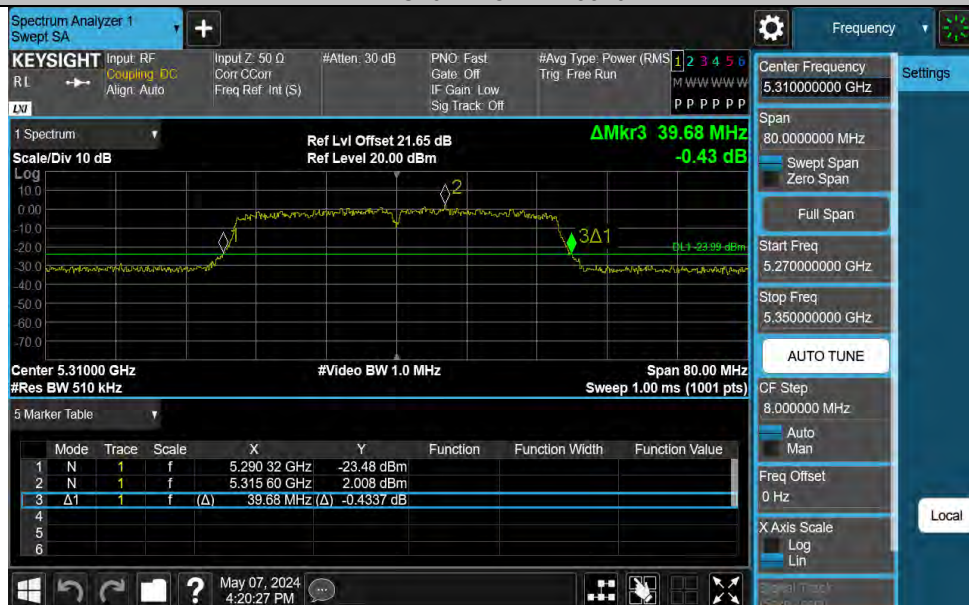 Spectrum Analyzer 1
Swept SA
Frequency
KEYSIGHT
RL
LXI
Input: RF
Coupling: DC
Align: Auto
Input Z: 50 Ω
Corr CCorr
Freq Ref: Int (S)
#Atten: 30 dB
PNO: Fast
Gate: Off
IF Gain: Low
Sig Track: Off
#Avg Type: Power (RMS
Trig: Free Run
1 2 3 4 5 6
M W W W W W
P P P P P P
Center Frequency
5.310000000 GHz
Settings
Span
80.0000000 MHz
Swept Span
Zero Span
Full Span
Start Freq
5.270000000 GHz
Stop Freq
5.350000000 GHz
AUTO TUNE
CF Step
8.000000 MHz
Auto
Man
Freq Offset
0 Hz
X Axis Scale
Log
Lin
Signal Track
Local
1 Spectrum
Scale/Div 10 dB
Log
Ref Lvl Offset 21.65 dB
Ref Level 20.00 dBm
ΔMkr3 39.68 MHz
-0.43 dB
10.0
0.00
-10.0
-20.0
-30.0
-40.0
-50.0
-60.0
-70.0
1
2
3Δ1
DL1 -23.99 dBm
Center 5.31000 GHz
#Video BW 1.0 MHz
Span 80.00 MHz
#Res BW 510 kHz
Sweep 1.00 ms (1001 pts)
5 Marker Table
Mode Trace Scale X Y Function Function Width Function Value
1 N 1 f 5.290 32 GHz -23.48 dBm
2 N 1 f 5.315 60 GHz 2.008 dBm
3 Δ1 1 f (Δ) 39.68 MHz (Δ) -0.4337 dB
4
5
6
May 07, 2024
4:20:27 PM